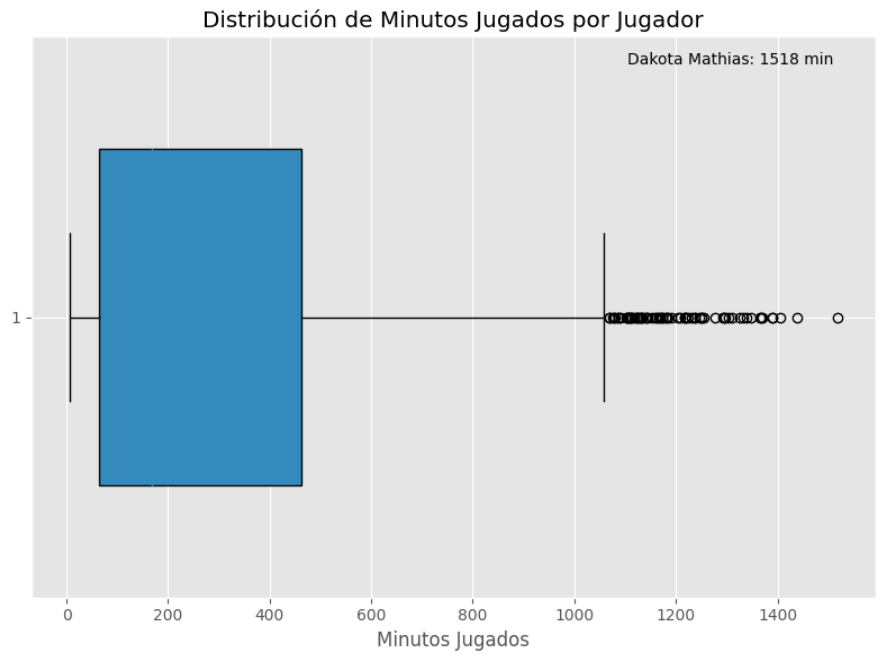 Distribución de Minutos Jugados por Jugador
Dakota Mathias: 1518 min
1
0 200 400 600 800 1000 1200 1400
Minutos Jugados